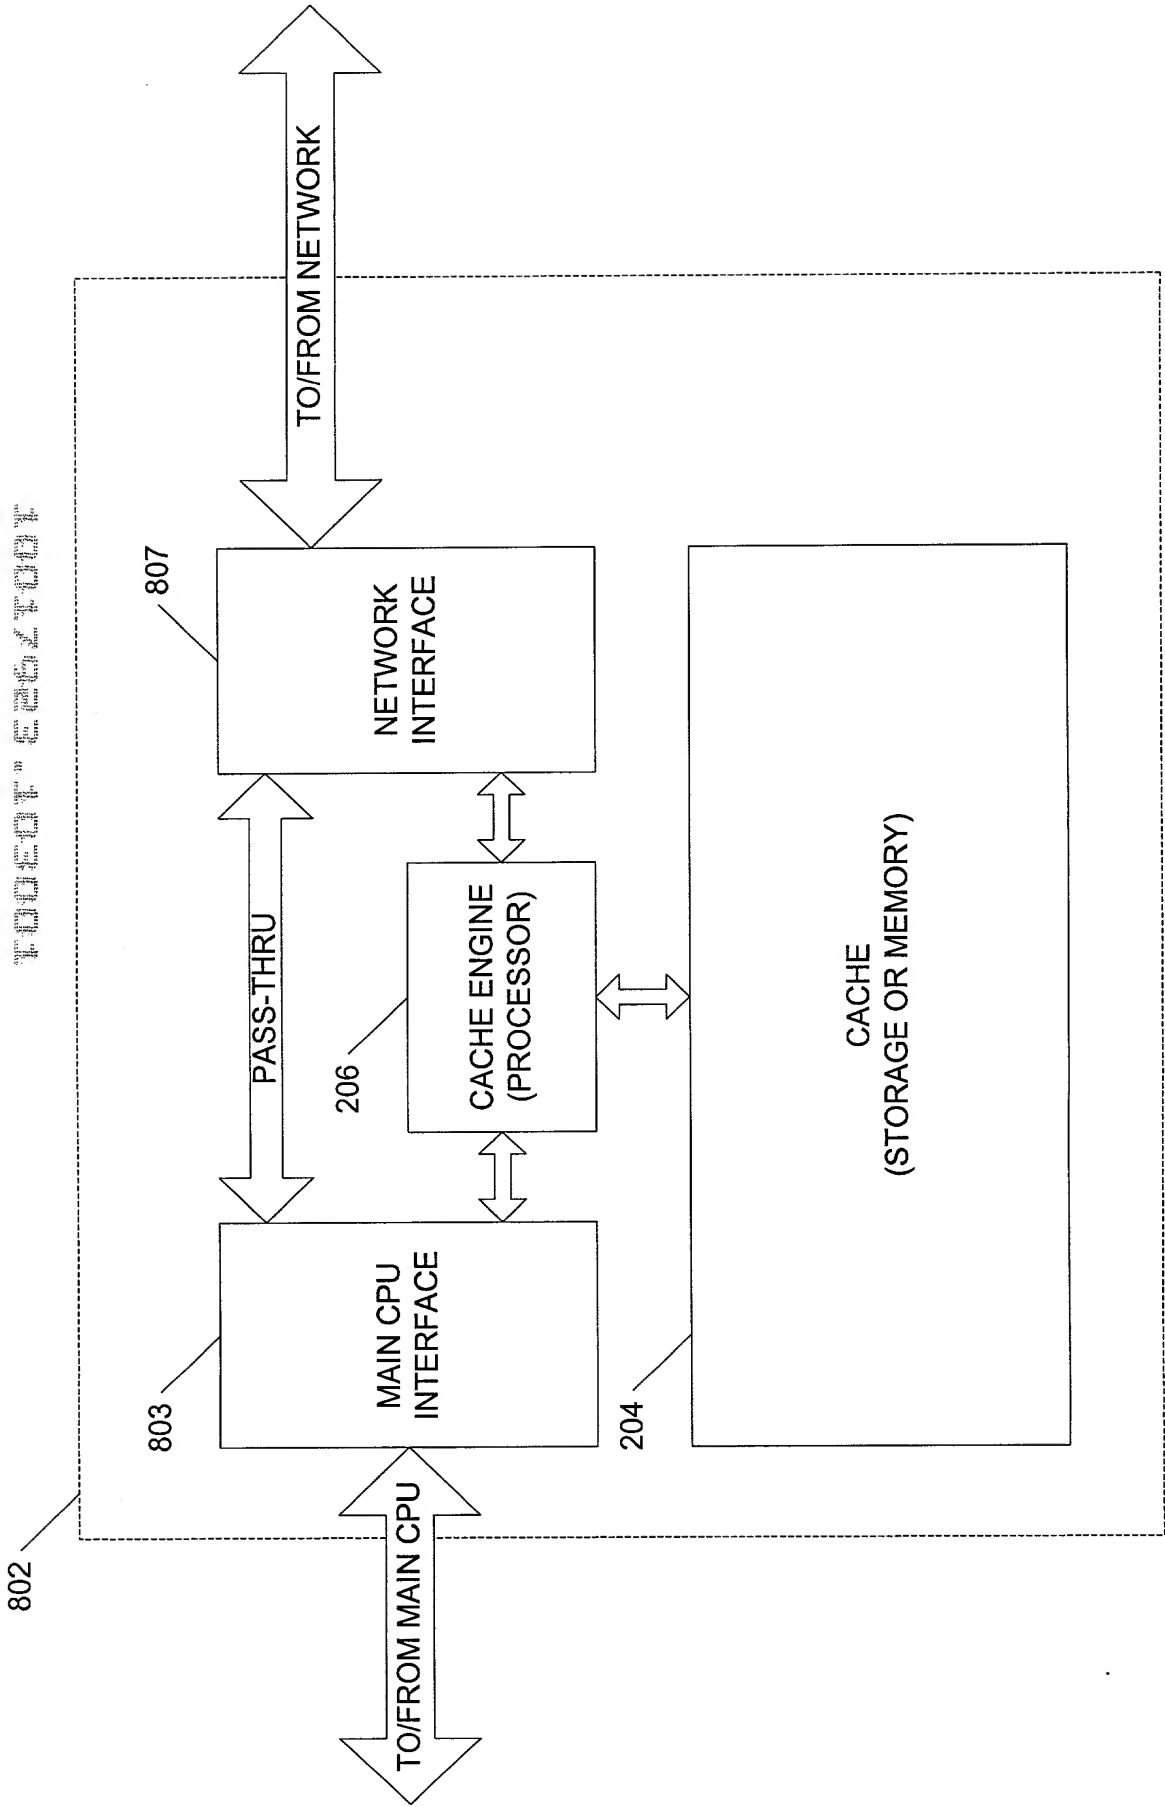 802
TO/FROM MAIN CPU
803
MAIN CPU
INTERFACE
PASS-THRU
206
CACHE ENGINE
(PROCESSOR)
807
NETWORK
INTERFACE
TO/FROM NETWORK
204
CACHE
(STORAGE OR MEMORY)